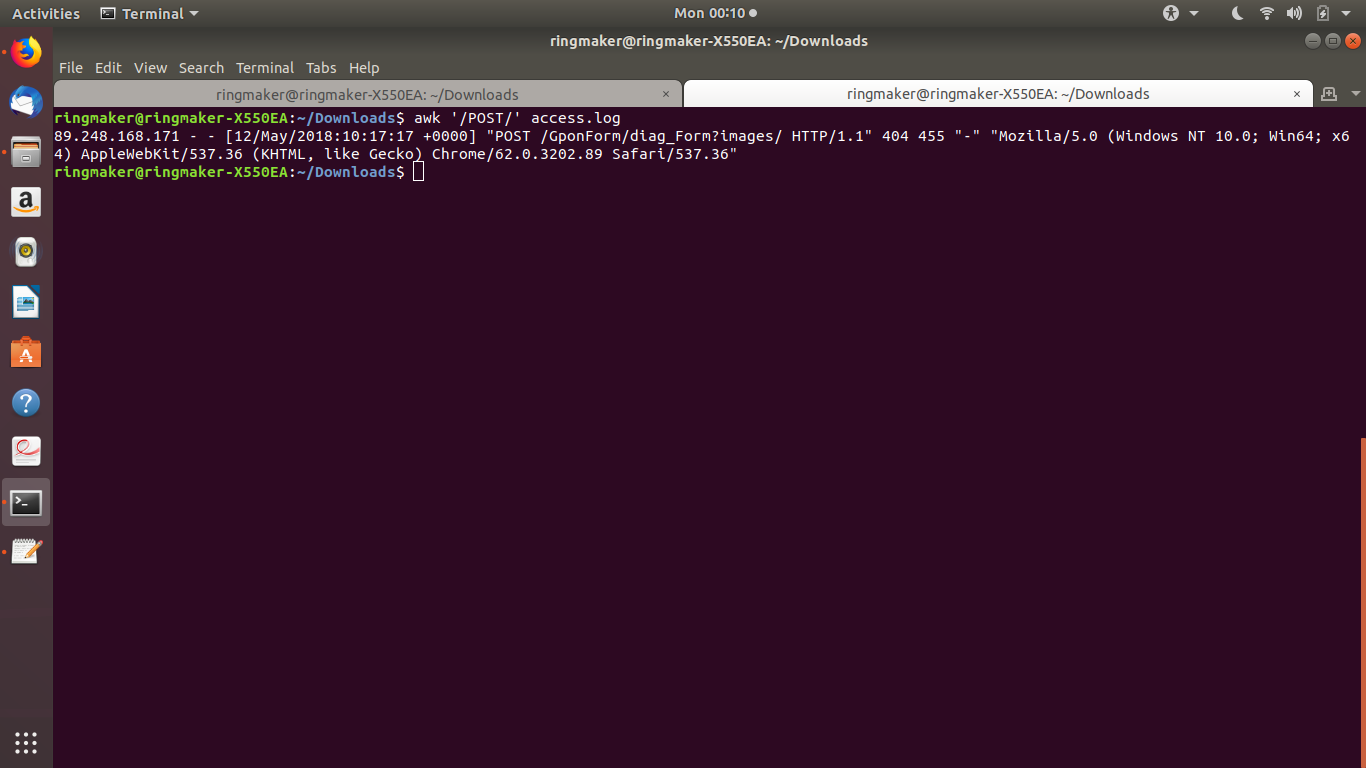 Activities Terminal Mon 00:10
ringmaker@ringmaker-X550EA: ~/Downloads
File Edit View Search Terminal Tabs Help
ringmaker@ringmaker-X550EA: ~/Downloads × ringmaker@ringmaker-X550EA: ~/Downloads ×
ringmaker@ringmaker-X550EA:~/Downloads$ awk '/POST/' access.log
89.248.168.171 - - [12/May/2018:10:17:17 +0000] "POST /GponForm/diag_Form?images/ HTTP/1.1" 404 455 "-" "Mozilla/5.0 (Windows NT 10.0; Win64; x6
4) AppleWebKit/537.36 (KHTML, like Gecko) Chrome/62.0.3202.89 Safari/537.36"
ringmaker@ringmaker-X550EA:~/Downloads$